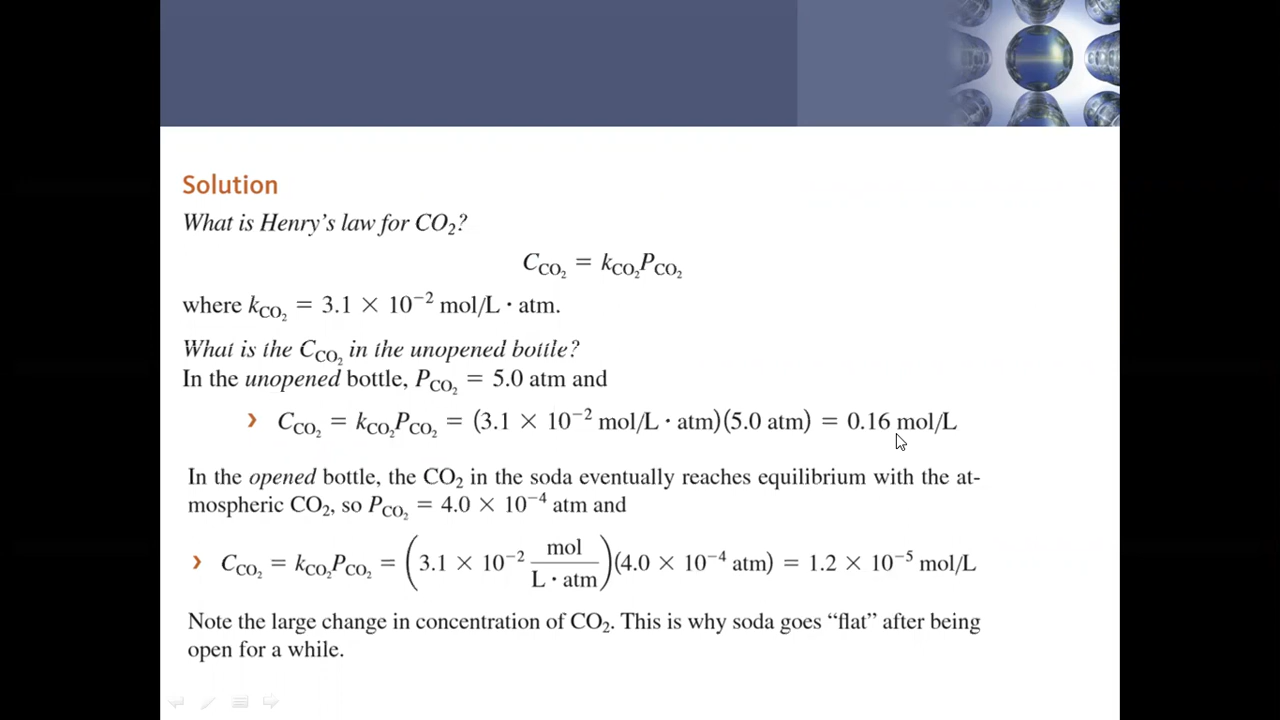 Solution
What is Henry's law for CO₂?
C_CO₂ = k_CO₂P_CO₂
where k_CO₂ = 3.1 × 10⁻² mol/L · atm.
What is the C_CO₂ in the unopened bottle?
In the unopened bottle, P_CO₂ = 5.0 atm and
› C_CO₂ = k_CO₂P_CO₂ = (3.1 × 10⁻² mol/L · atm)(5.0 atm) = 0.16 mol/L
In the opened bottle, the CO₂ in the soda eventually reaches equilibrium with the at-
mospheric CO₂, so P_CO₂ = 4.0 × 10⁻⁴ atm and
› C_CO₂ = k_CO₂P_CO₂ = (3.1 × 10⁻² mol / L · atm)(4.0 × 10⁻⁴ atm) = 1.2 × 10⁻⁵ mol/L
Note the large change in concentration of CO₂. This is why soda goes “flat” after being
open for a while.